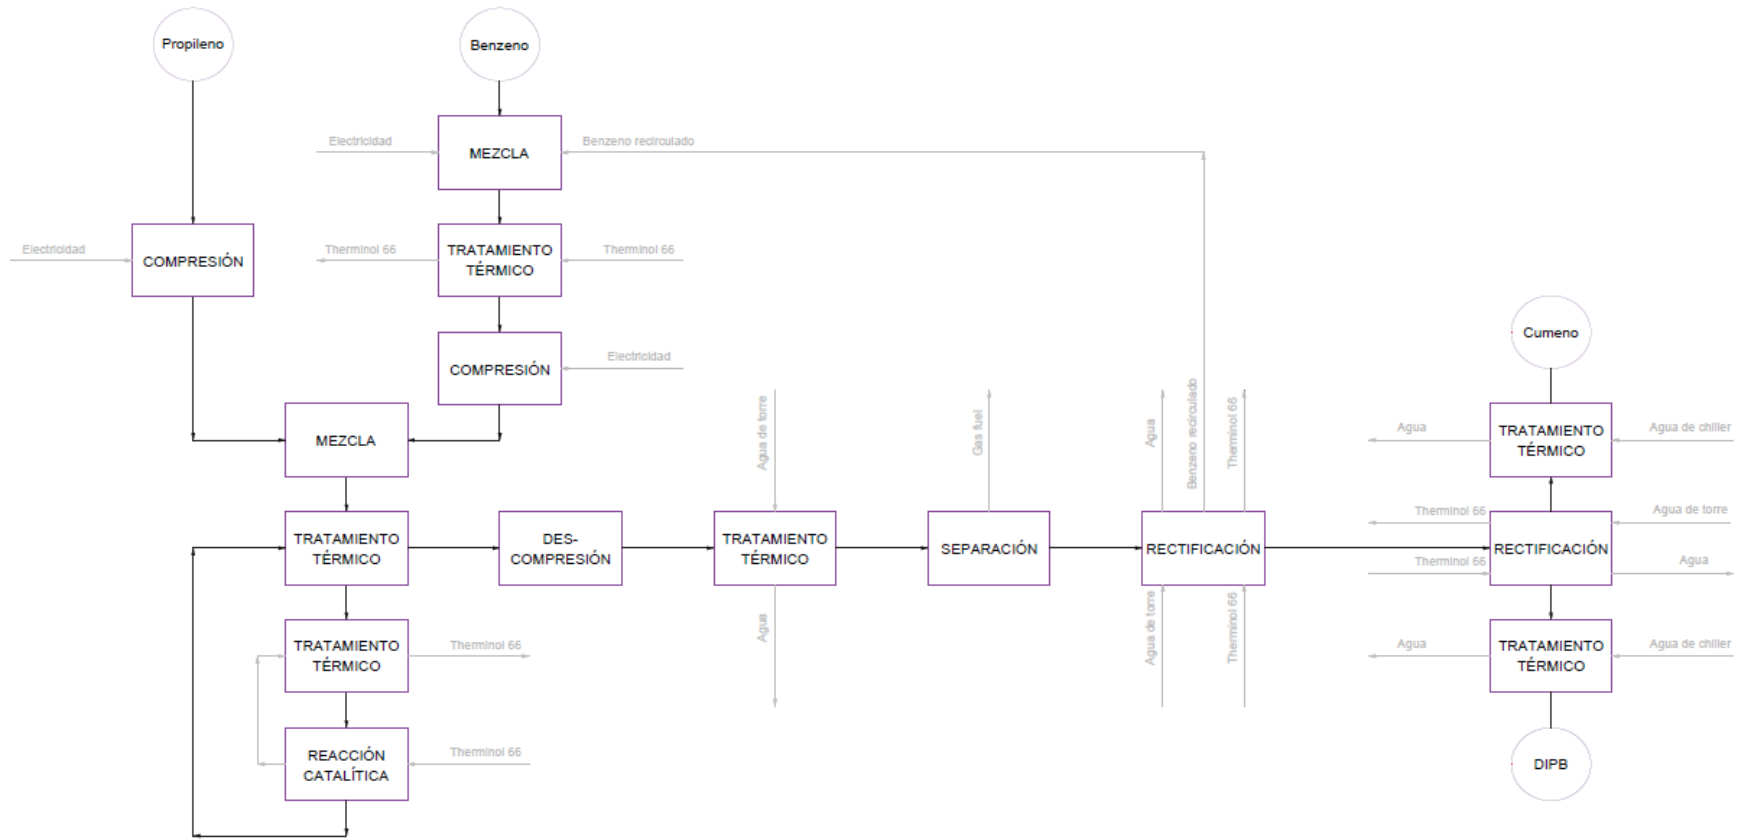 Propileno
Benzeno
Electricidad
MEZCLA
Benzeno recirculado
Electricidad
COMPRESIÓN
Therminol 66
TRATAMIENTO
TÉRMICO
Therminol 66
COMPRESIÓN
Electricidad
MEZCLA
Agua de torre
Gas fuel
Agua
Benzeno recirculado
Therminol 66
Cumeno
Agua
TRATAMIENTO
TÉRMICO
Agua de chiller
TRATAMIENTO
TÉRMICO
DES-
COMPRESIÓN
TRATAMIENTO
TÉRMICO
SEPARACIÓN
RECTIFICACIÓN
Therminol 66
Therminol 66
RECTIFICACIÓN
Agua de torre
Agua
TRATAMIENTO
TÉRMICO
Therminol 66
Agua
Agua de torre
Therminol 66
Agua
TRATAMIENTO
TÉRMICO
Agua de chiller
REACCIÓN
CATALÍTICA
Therminol 66
DIPB